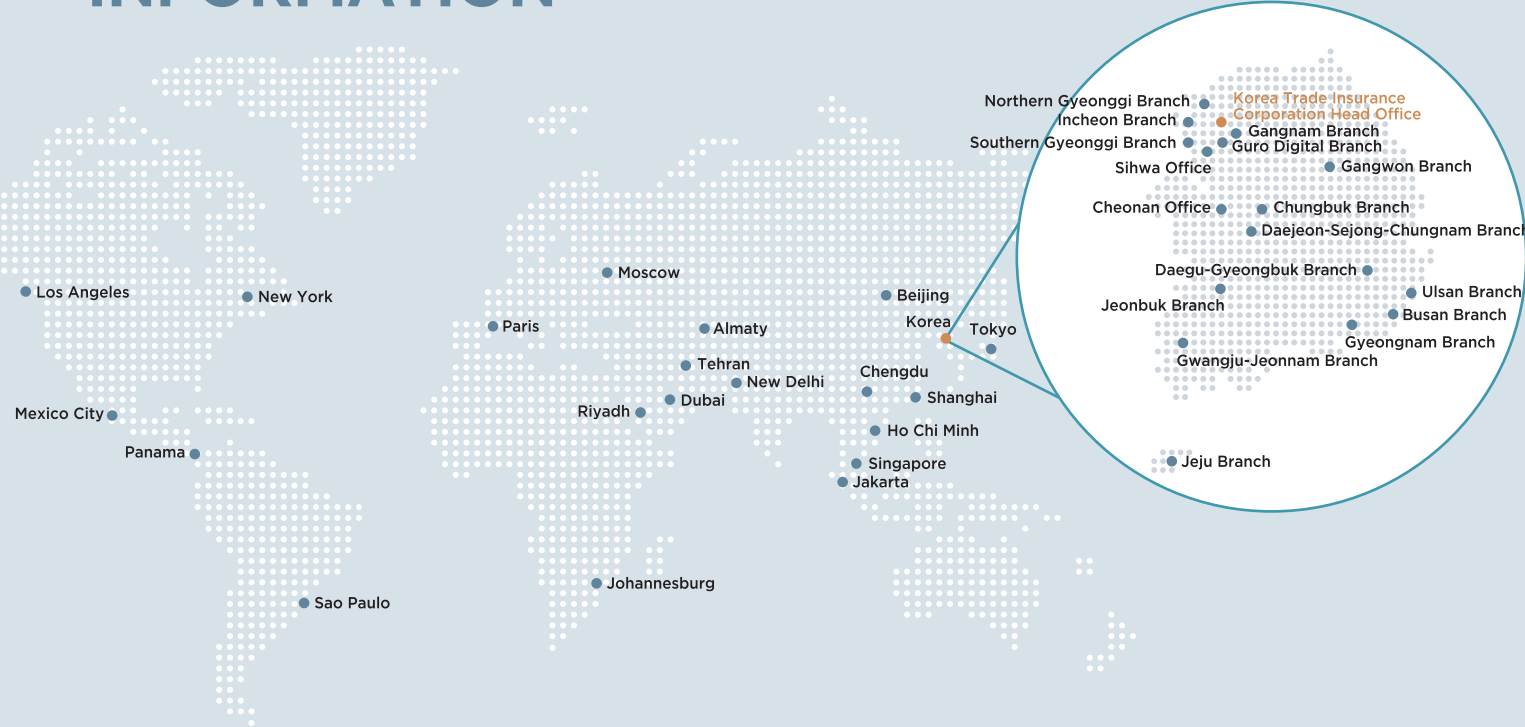 INFORMATION
Northern Gyeonggi Branch
Korea Trade Insurance
Corporation Head Office
Incheon Branch
Gangnam Branch
Southern Gyeonggi Branch
Guro Digital Branch
Sihwa Office
Gangwon Branch
Cheonan Office
Chungbuk Branch
Daejeon-Sejong-Chungnam Branch
Daegu-Gyeongbuk Branch
Jeonbuk Branch
Ulsan Branch
Busan Branch
Gyeongnam Branch
Gwangju-Jeonnam Branch
Jeju Branch
Moscow
Los Angeles
New York
Beijing
Paris
Almaty
Korea
Tokyo
Tehran
New Delhi
Chengdu
Dubai
Shanghai
Riyadh
Mexico City
Ho Chi Minh
Panama
Singapore
Jakarta
Johannesburg
Sao Paulo